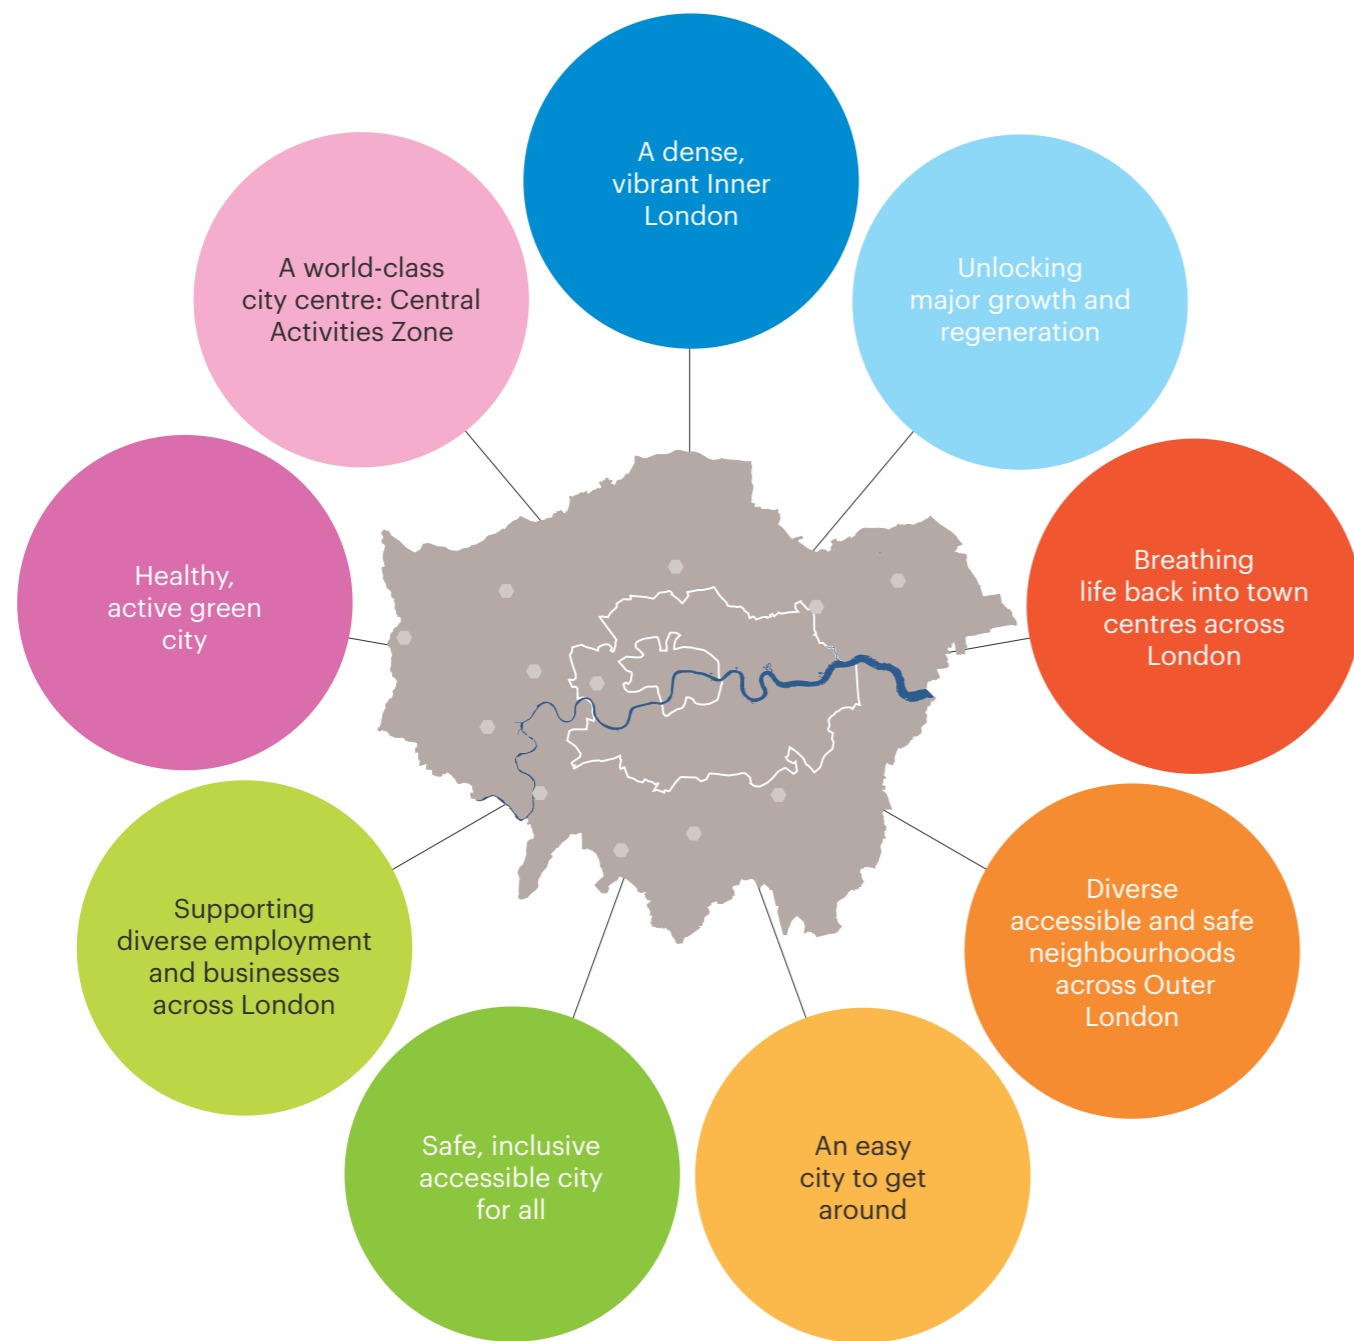 A dense,
vibrant Inner
London
Unlocking
major growth and
regeneration
Breathing
life back into town
centres across
London
Diverse
accessible and safe
neighbourhoods
across Outer
London
An easy
city to get
around
Safe, inclusive
accessible city
for all
Supporting
diverse employment
and businesses
across London
Healthy,
active green
city
A world-class
city centre: Central
Activities Zone